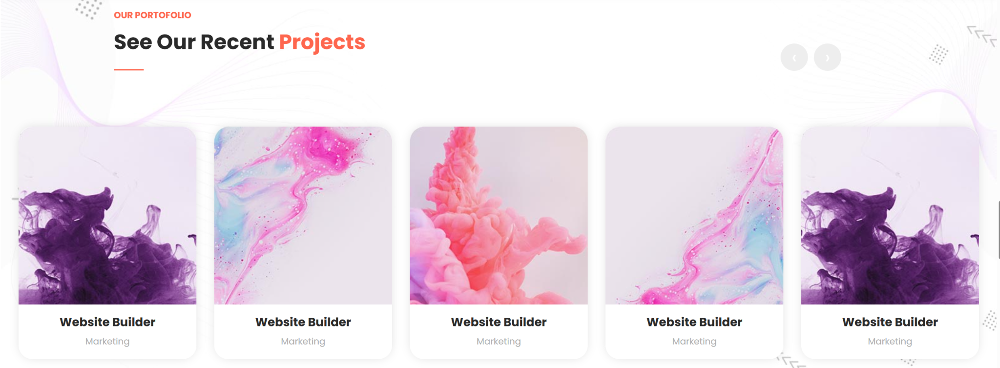 OUR PORTOFOLIO
See Our Recent Projects
Website Builder
Marketing
Website Builder
Marketing
Website Builder
Marketing
Website Builder
Marketing
Website Builder
Marketing